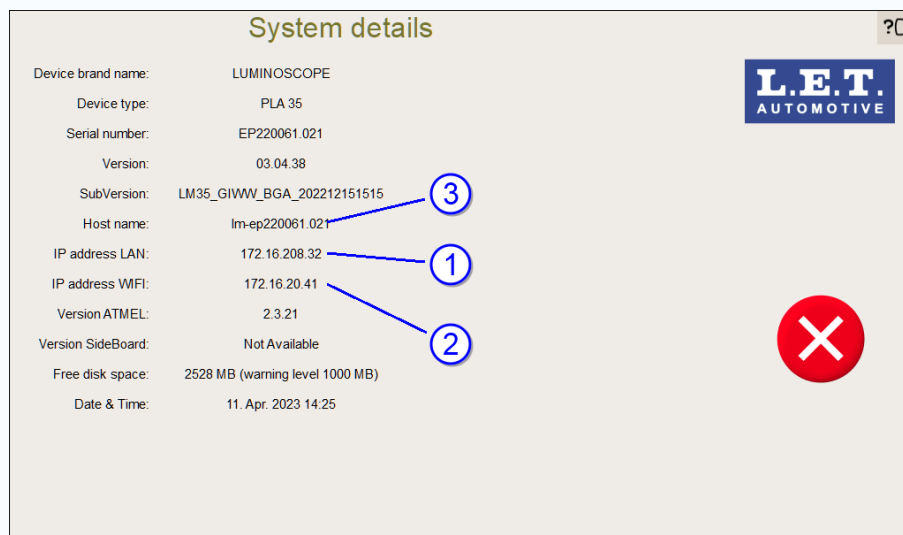 System details
?
L.E.T.
AUTOMOTIVE
Device brand name: LUMINOSCOPE
Device type: PLA 35
Serial number: EP220061.021
Version: 03.04.38
SubVersion: LM35_GIWW_BGA_202212151515
3
Host name: lm-ep220061.021
IP address LAN: 172.16.208.32
1
IP address WIFI: 172.16.20.41
Version ATMEL: 2.3.21
2
Version SideBoard: Not Available
Free disk space: 2528 MB (warning level 1000 MB)
Date & Time: 11. Apr. 2023 14:25